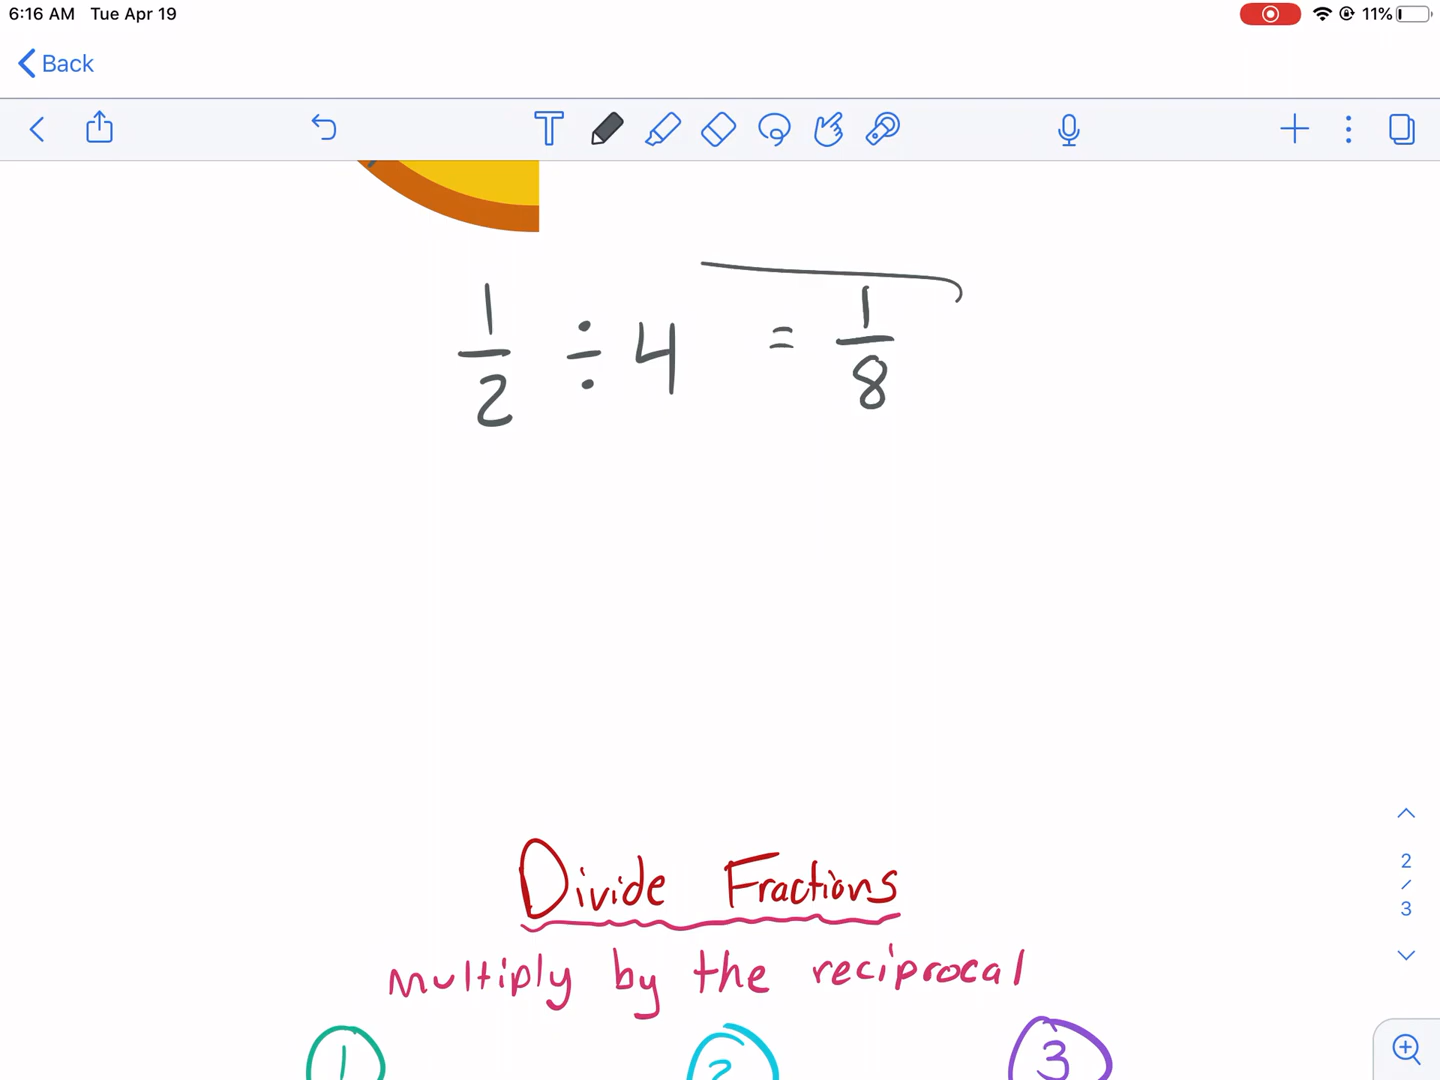 6:16 AM Tue Apr 19 11%
Back
T
1/2 ÷ 4 = 1/8
Divide Fractions
multiply by the reciprocal
1 2 3
2 / 3